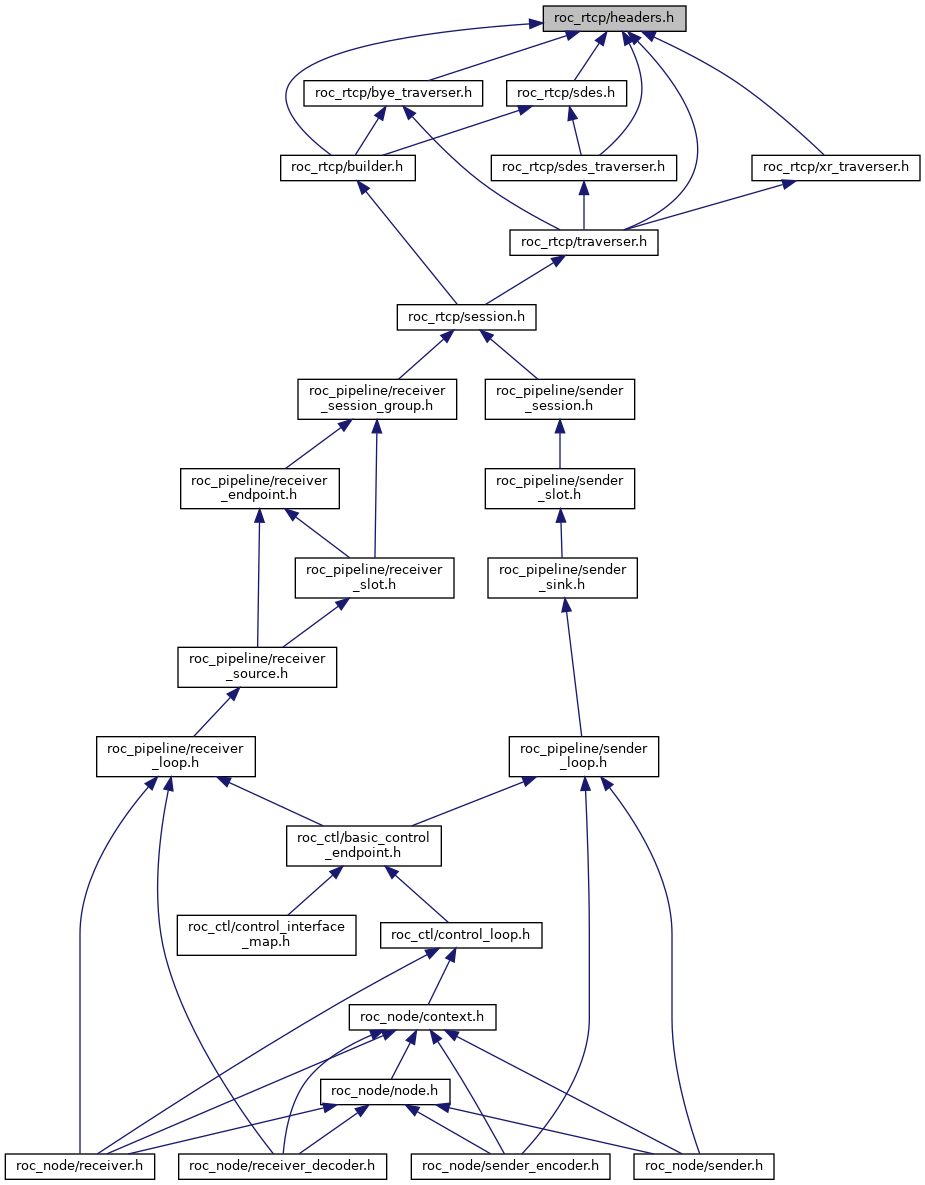 roc_rtcp/headers.h
roc_rtcp/bye_traverser.h
roc_rtcp/sdes.h
roc_rtcp/builder.h
roc_rtcp/sdes_traverser.h
roc_rtcp/xr_traverser.h
roc_rtcp/traverser.h
roc_rtcp/session.h
roc_pipeline/receiver
_session_group.h
roc_pipeline/sender
_session.h
roc_pipeline/receiver
_endpoint.h
roc_pipeline/sender
_slot.h
roc_pipeline/receiver
_slot.h
roc_pipeline/sender
_sink.h
roc_pipeline/receiver
_source.h
roc_pipeline/receiver
_loop.h
roc_pipeline/sender
_loop.h
roc_ctl/basic_control
_endpoint.h
roc_ctl/control_interface
_map.h
roc_ctl/control_loop.h
roc_node/context.h
roc_node/node.h
roc_node/receiver.h
roc_node/receiver_decoder.h
roc_node/sender_encoder.h
roc_node/sender.h